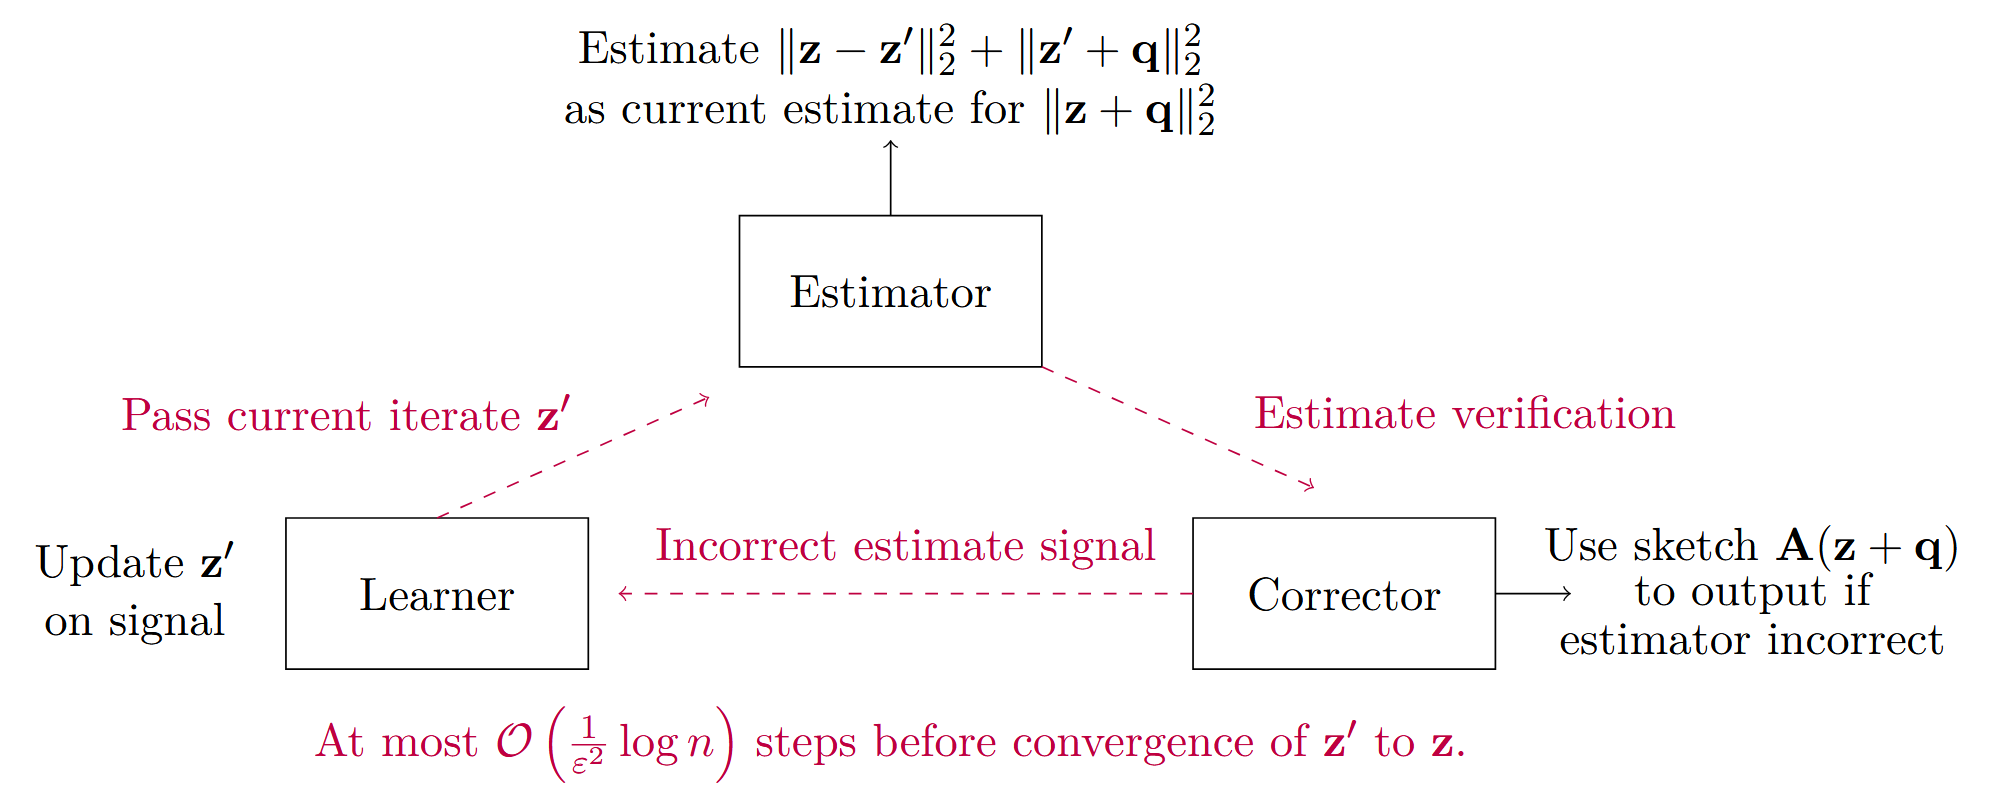 Estimate ‖𝐳 − 𝐳′‖₂² + ‖𝐳′ + 𝐪‖₂²
as current estimate for ‖𝐳 + 𝐪‖₂²
Estimator
Pass current iterate 𝐳′
Estimate verification
Update 𝐳′
on signal
Learner
Incorrect estimate signal
Corrector
Use sketch 𝐀(𝐳 + 𝐪)
to output if
estimator incorrect
At most 𝒪(1/ε² log n) steps before convergence of 𝐳′ to 𝐳.